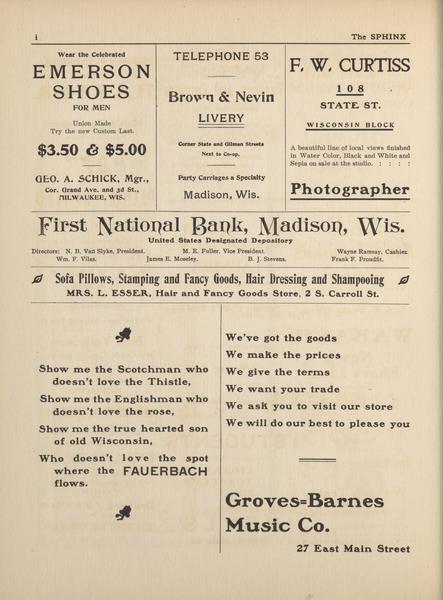 i
The SPHINX
Wear the Celebrated
EMERSON
SHOES
FOR MEN
Union Made
Try the new Custom Last.
$3.50 & $5.00
GEO. A. SCHICK, Mgr.,
Cor. Grand Ave. and 3d St.,
MILWAUKEE, WIS.
TELEPHONE 53
Brown & Nevin
LIVERY
Corner State and Gilman Streets
Next to Co-op.
Party Carriages a Specialty
Madison, Wis.
F. W. CURTISS
108
STATE ST.
WISCONSIN BLOCK
A beautiful line of local views finished
in Water Color, Black and White and
Sepia on sale at the studio. : : : :
Photographer
First National Bank, Madison, Wis.
United States Designated Depository
Directors: N. B. Van Slyke, President. M. E. Fuller, Vice President. Wayne Ramsay, Cashier.
Wm. F. Vilas. James E. Moseley. B. J. Stevens. Frank F. Proudfit.
Sofa Pillows, Stamping and Fancy Goods, Hair Dressing and Shampooing
MRS. L. ESSER, Hair and Fancy Goods Store, 2 S. Carroll St.
Show me the Scotchman who
doesn't love the Thistle,
Show me the Englishman who
doesn't love the rose,
Show me the true hearted son
of old Wisconsin,
Who doesn't love the spot
where the FAUERBACH
flows.
We've got the goods
We make the prices
We give the terms
We want your trade
We ask you to visit our store
We will do our best to please you
Groves=Barnes
Music Co.
27 East Main Street